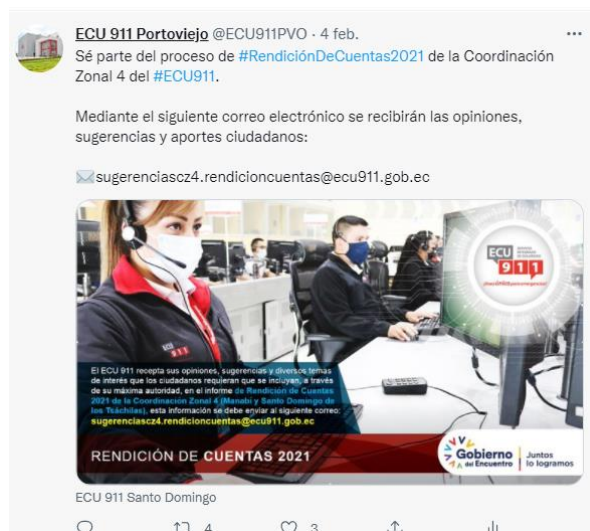 ECU 911 Portoviejo @ECU911PVO · 4 feb.
Sé parte del proceso de #RendiciónDeCuentas2021 de la Coordinación
Zonal 4 del #ECU911.
Mediante el siguiente correo electrónico se recibirán las opiniones,
sugerencias y aportes ciudadanos:
sugerenciascz4.rendicioncuentas@ecu911.gob.ec
ECU
911
ECU
911
El ECU 911 recepta sus opiniones, sugerencias y diversos temas
de interés que los ciudadanos requieran que se incluyan, a través
de su máxima autoridad, en el informe de Rendición de Cuentas
2021 de la Coordinación Zonal 4 (Manabí y Santo Domingo de
los Tsáchilas), esta información se debe enviar al siguiente correo:
sugerenciascz4.rendicioncuentas@ecu911.gob.ec
RENDICIÓN DE CUENTAS 2021
Gobierno
del Encuentro
Juntos
lo logramos
ECU 911 Santo Domingo
4
3